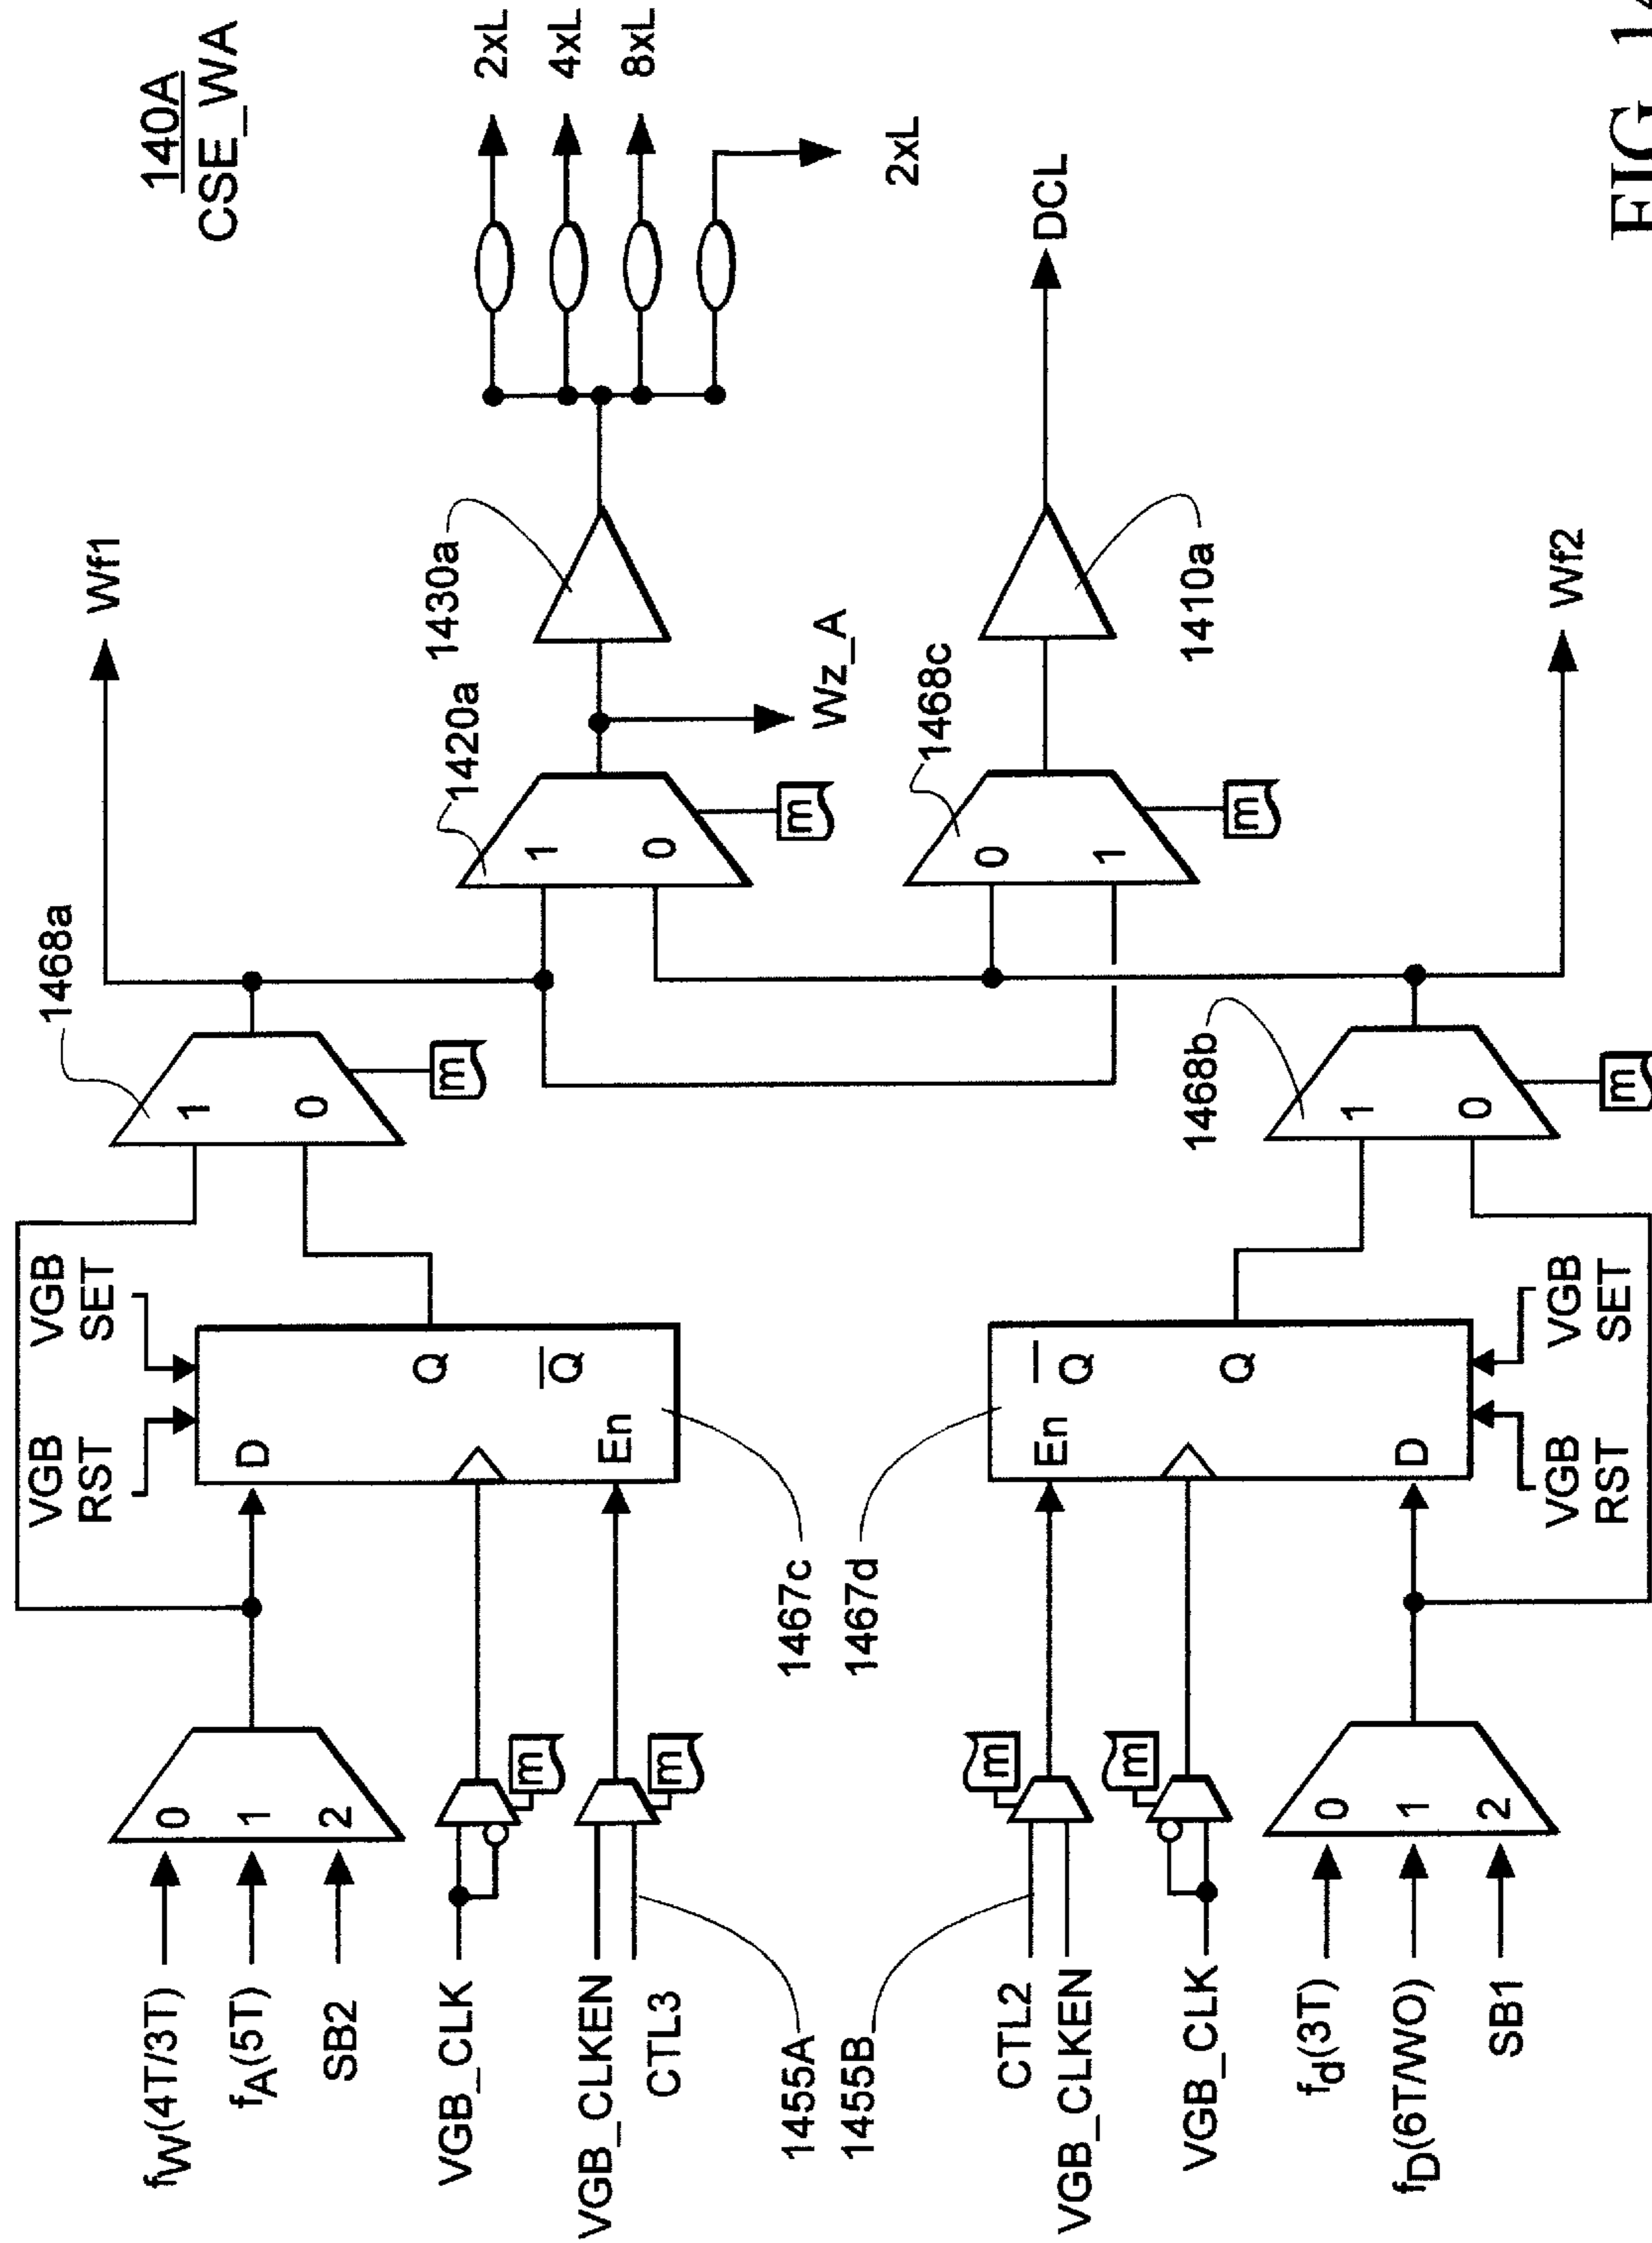 140A
CSE_WA
2xL
4xL
8xL
2xL
DCL
Wf1
1430a
1420a
Wz_A
1468c
1410a
Wf2
1
0
m
0
1
m
1468a
1
0
m
1468b
1
0
m
VGB
RST
VGB
SET
D
Q
Q
En
1467c
1467d
En
Q
Q
D
VGB
RST
VGB
SET
0
1
2
m
m
m
m
0
1
2
fW(4T/3T)
fA(5T)
SB2
VGB_CLK
VGB_CLKEN
CTL3
1455A
1455B
CTL2
VGB_CLKEN
VGB_CLK
fd(3T)
fD(6T/WO)
SB1